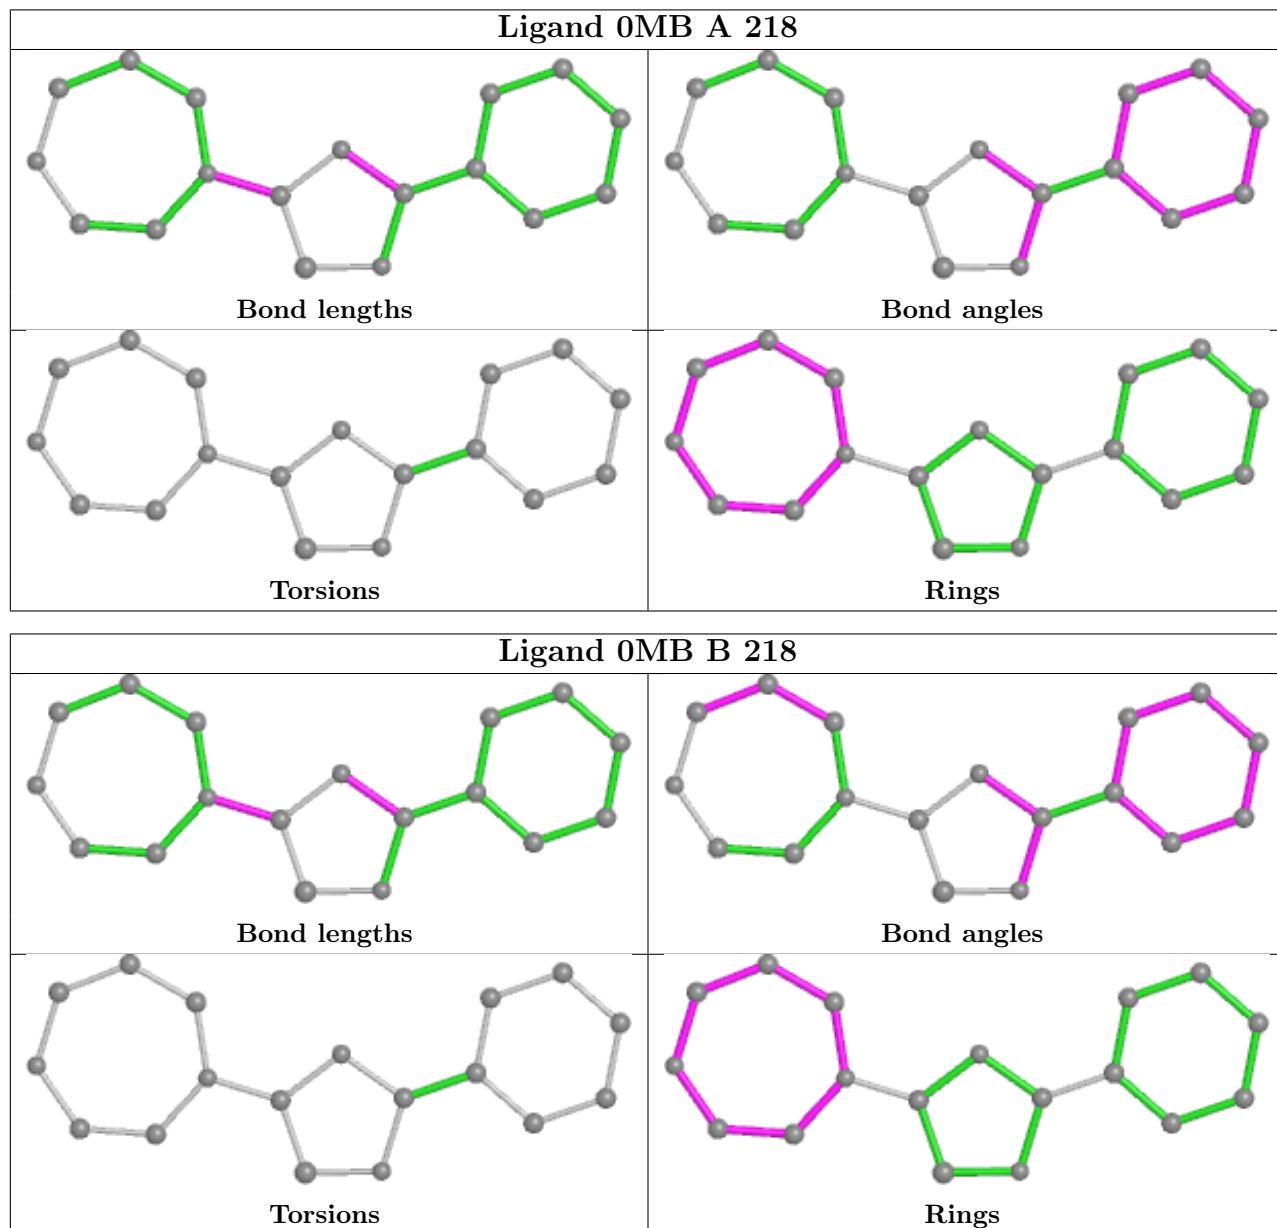 Ligand 0MB A 218
Bond lengths
Bond angles
Torsions
Rings
Ligand 0MB B 218
Bond lengths
Bond angles
Torsions
Rings